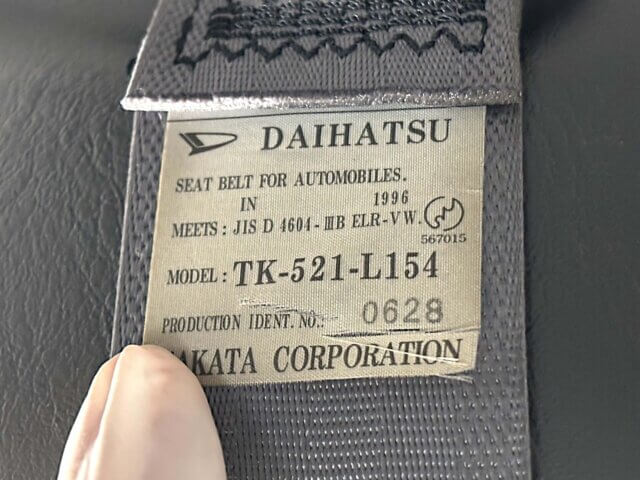 DAIHATSU
SEAT BELT FOR AUTOMOBILES.
IN 1996
MEETS : JIS D 4604-ⅢB ELR-VW.
567015
MODEL : TK-521-L154
PRODUCTION IDENT. NO.: 0628
TAKATA CORPORATION